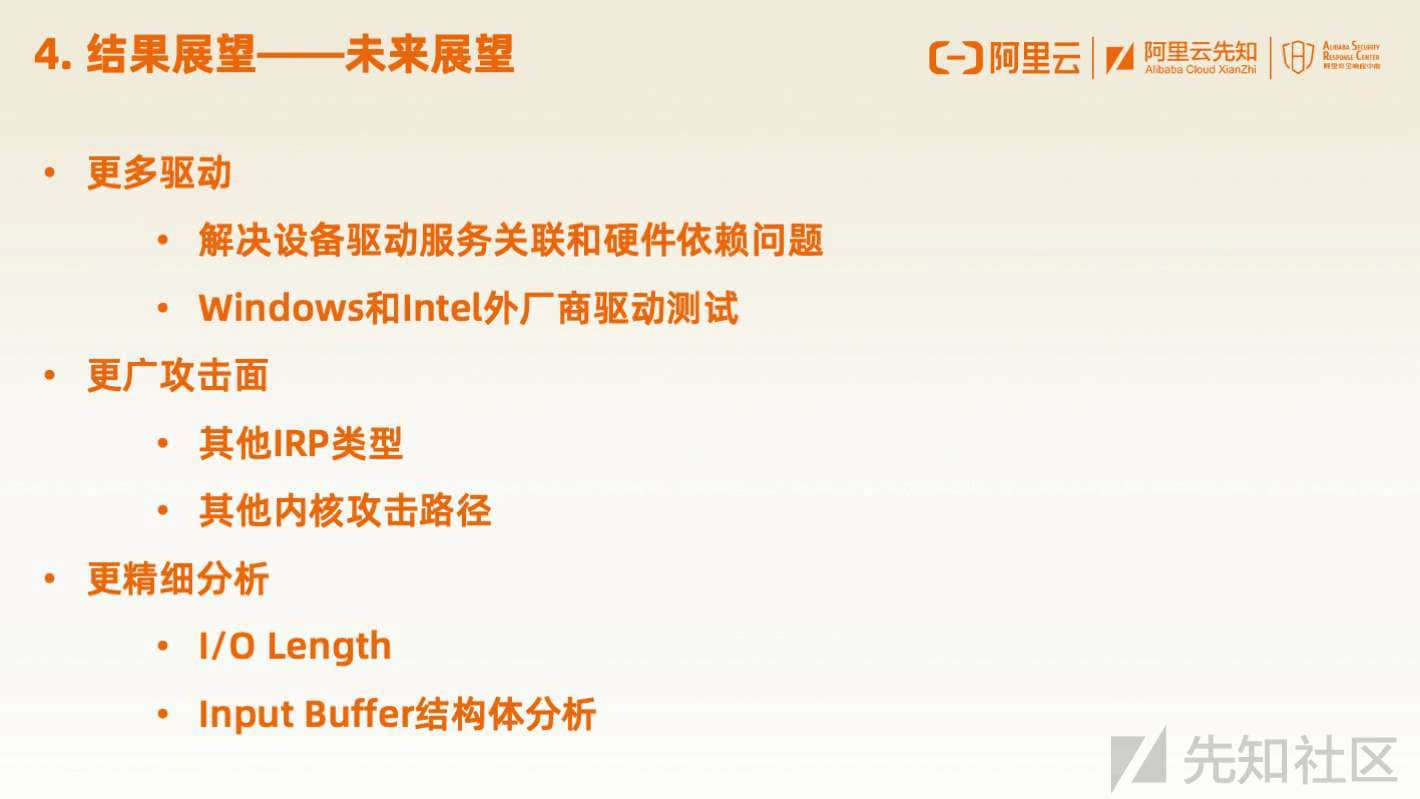 4. 结果展望——未来展望
阿里云
阿里云先知
Alibaba Cloud XianZhi
ALIBABA SECURITY
RESPONSE CENTER
阿里安全响应中心
• 更多驱动
• 解决设备驱动服务关联和硬件依赖问题
• Windows和Intel外厂商驱动测试
• 更广攻击面
• 其他IRP类型
• 其他内核攻击路径
• 更精细分析
• I/O Length
• Input Buffer结构体分析
先知社区